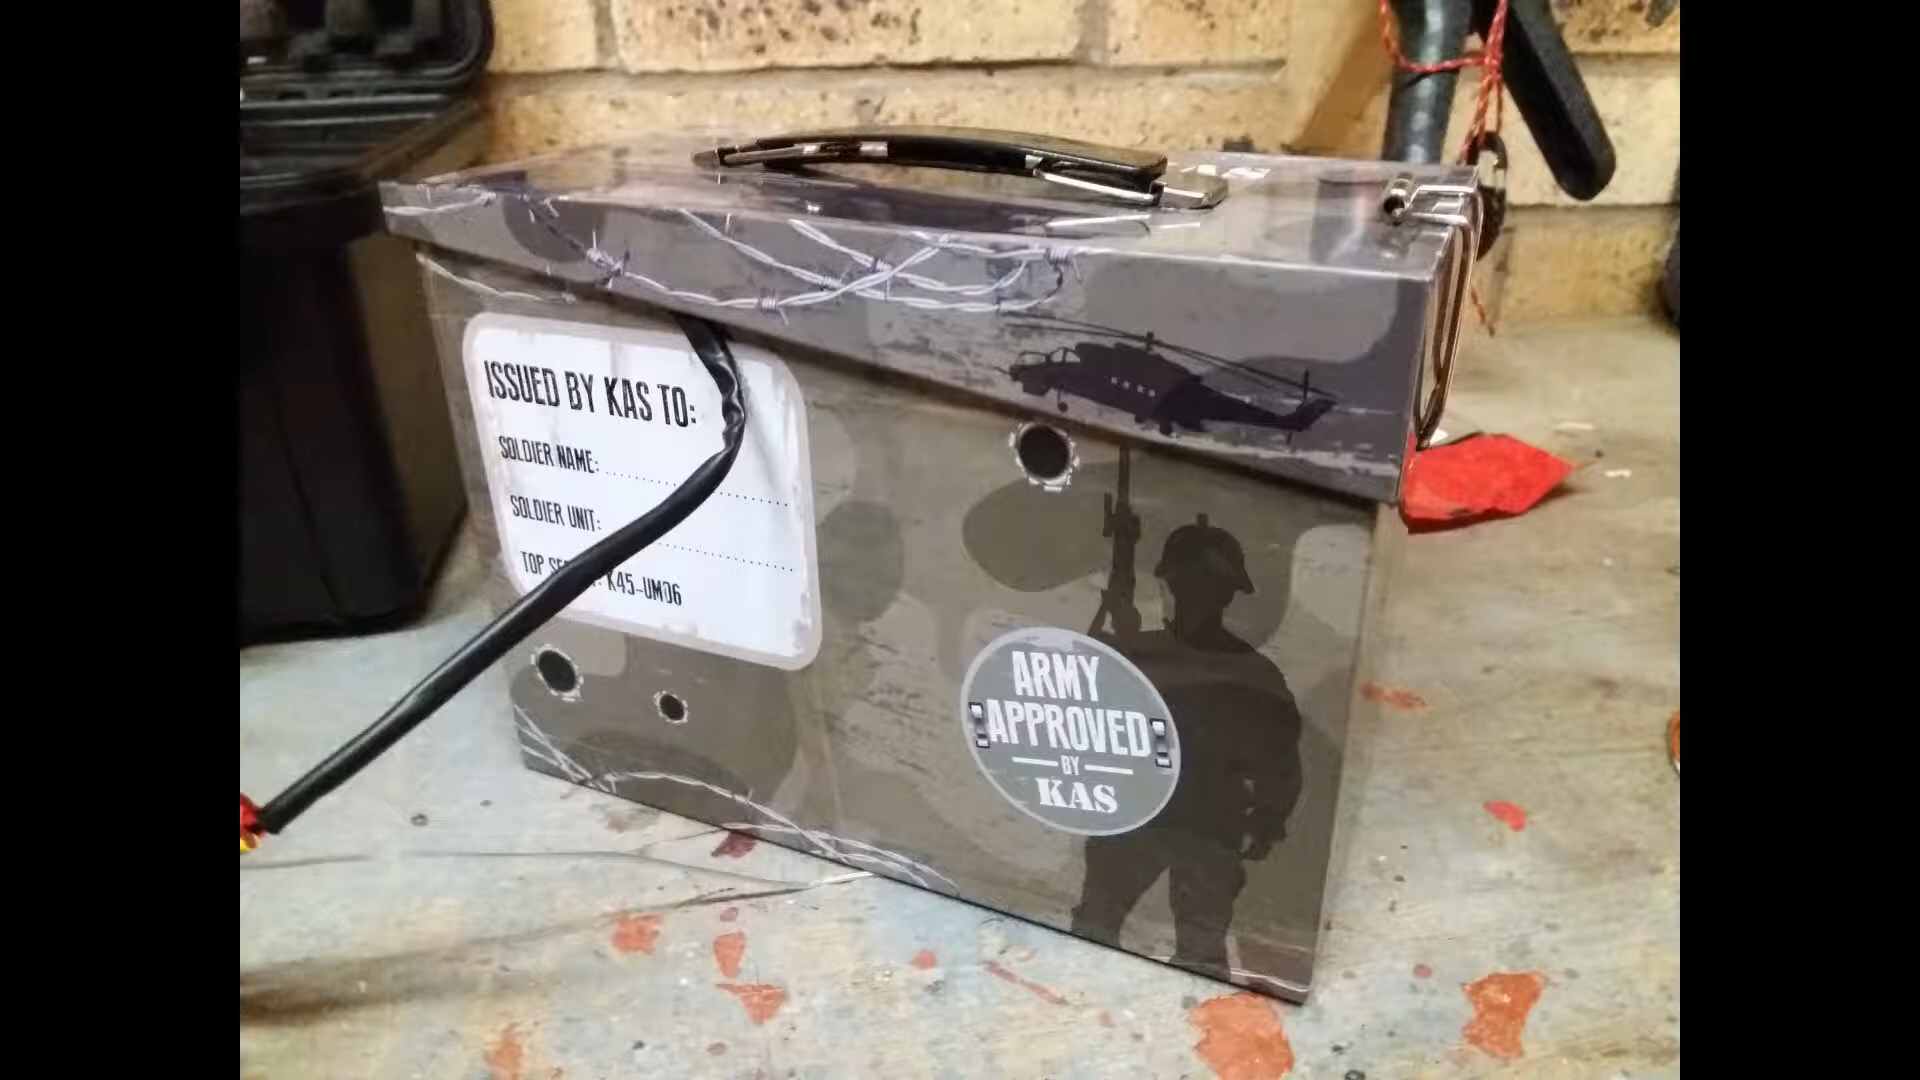 ISSUED BY KAS TO:
SOLDIER NAME:
SOLDIER UNIT:
TOP K45-UM06
ARMY
APPROVED
BY
KAS